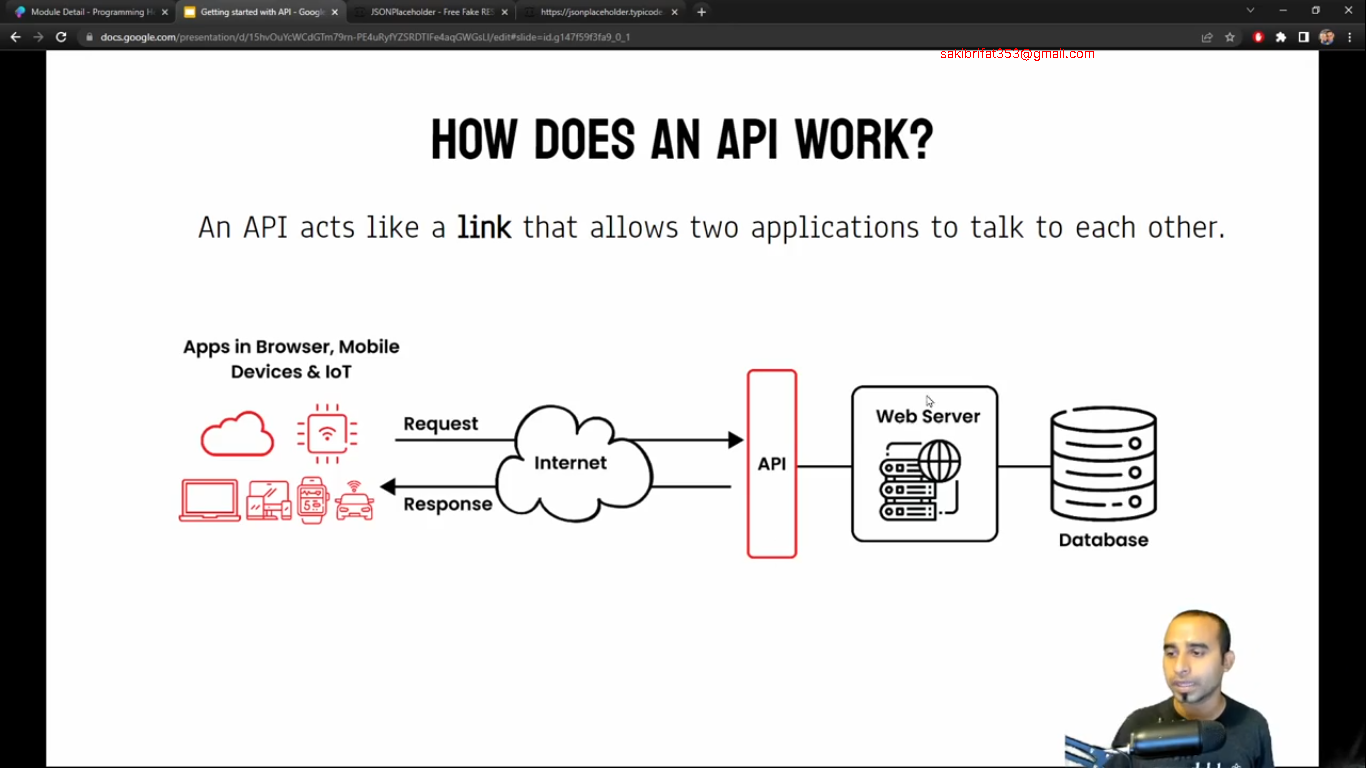 Module Detail - Programming H
Getting started with API - Google
JSONPlaceholder - Free Fake RES
https://jsonplaceholder.typicode
docs.google.com/presentation/d/15hvOuYcWCdGTm79rn-PE4uRyfYZSRDTIFe4aqGWGsLI/edit#slide=id.g147f59f3fa9_0_1
sakibrifat353@gmail.com
HOW DOES AN API WORK?
An API acts like a link that allows two applications to talk to each other.
Apps in Browser, Mobile
Devices & IoT
Request
Internet
Response
API
Web Server
Database